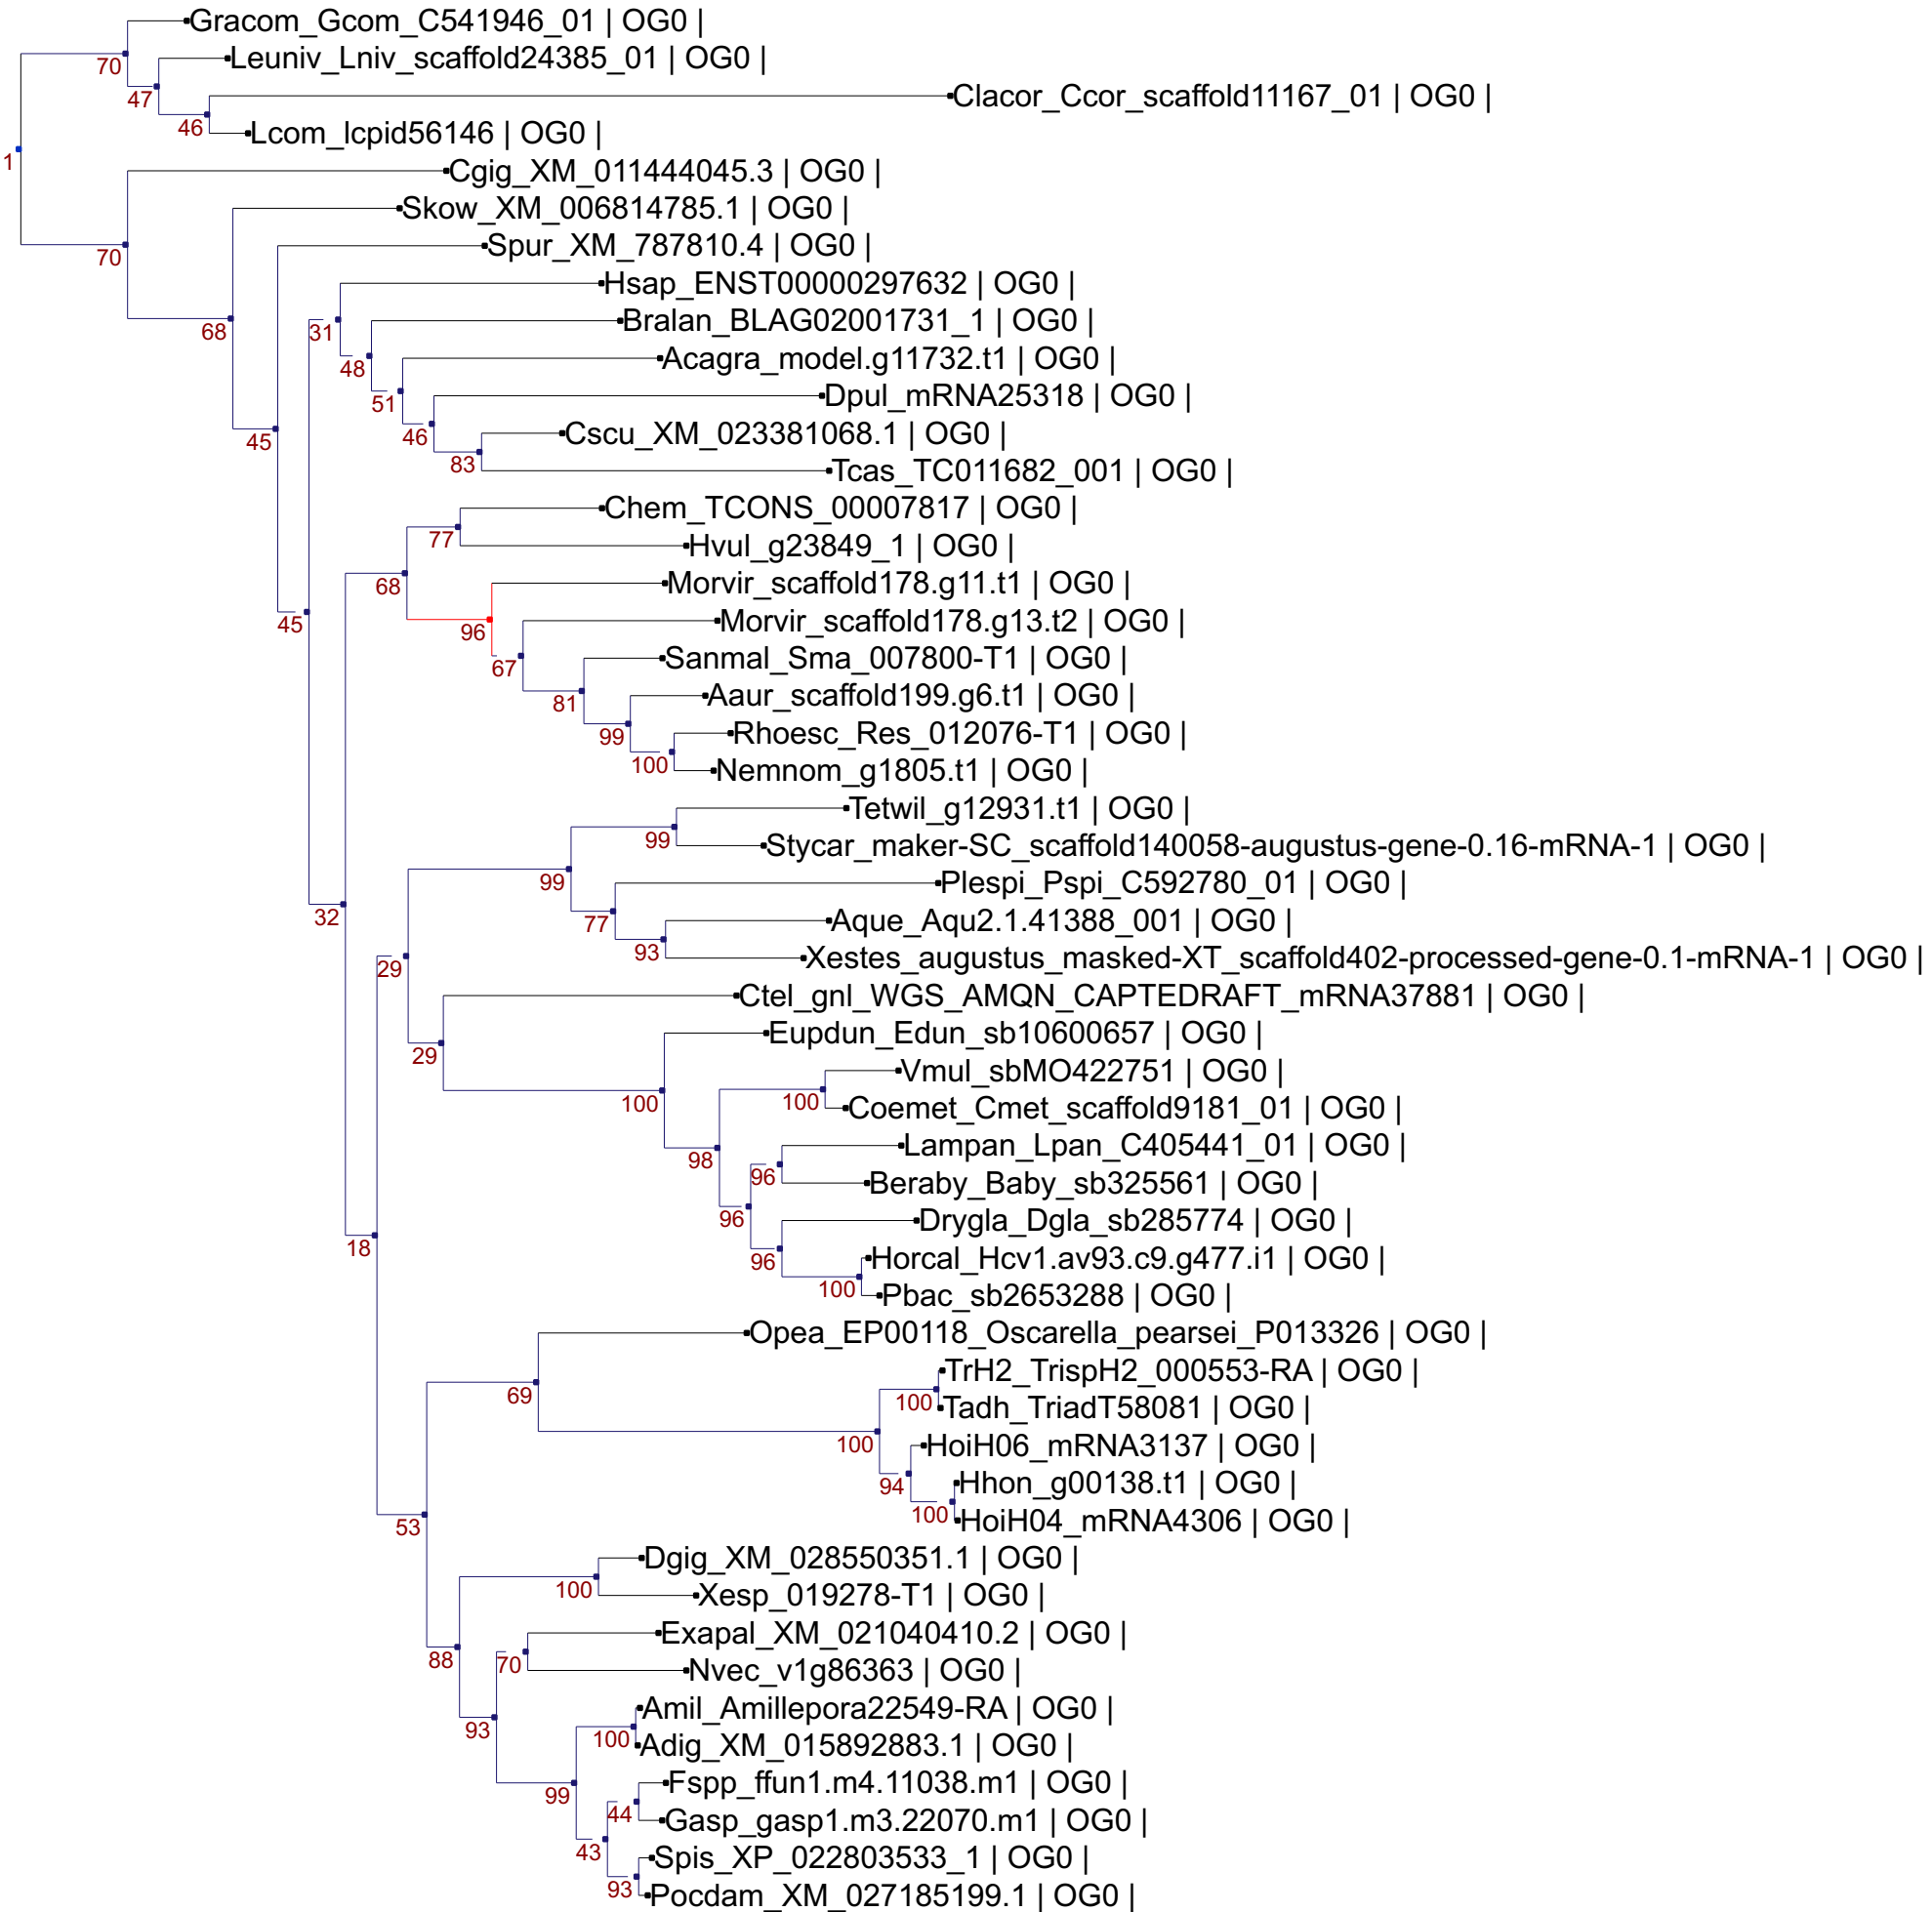 Gracom_Gcom_C541946_01 | OG0 |
70
Leuniv_Lniv_scaffold24385_01 | OG0 |
47
Clacor_Ccor_scaffold11167_01 | OG0 |
46
Lcom_lcpid56146 | OG0 |
1
Cgig_XM_011444045.3 | OG0 |
Skow_XM_006814785.1 | OG0 |
70
Spur_XM_787810.4 | OG0 |
Hsap_ENST00000297632 | OG0 |
68
31
Bralan_BLAG02001731_1 | OG0 |
48
Acagra_model.g11732.t1 | OG0 |
51
Dpul_mRNA25318 | OG0 |
45
46
Cscu_XM_023381068.1 | OG0 |
83
Tcas_TC011682_001 | OG0 |
Chem_TCONS_00007817 | OG0 |
77
Hvul_g23849_1 | OG0 |
68
Morvir_scaffold178.g11.t1 | OG0 |
45
96
Morvir_scaffold178.g13.t2 | OG0 |
67
Sanmal_Sma_007800-T1 | OG0 |
81
Aaur_scaffold199.g6.t1 | OG0 |
99
Rhoesc_Res_012076-T1 | OG0 |
100
Nemnom_g1805.t1 | OG0 |
Tetwil_g12931.t1 | OG0 |
99
Stycar_maker-SC_scaffold140058-augustus-gene-0.16-mRNA-1 | OG0 |
99
Plespi_Pspi_C592780_01 | OG0 |
32
77
Aque_Aqu2.1.41388_001 | OG0 |
93
Xestes_augustus_masked-XT_scaffold402-processed-gene-0.1-mRNA-1 | OG0 |
29
Ctel_gnl_WGS_AMQN_CAPTEDRAFT_mRNA37881 | OG0 |
Eupdun_Edun_sb10600657 | OG0 |
29
Vmul_sbMO422751 | OG0 |
100
100
Coemet_Cmet_scaffold9181_01 | OG0 |
Lampan_Lpan_C405441_01 | OG0 |
98
96
Beraby_Baby_sb325561 | OG0 |
96
Drygla_Dgla_sb285774 | OG0 |
18
96
Horcal_Hcv1.av93.c9.g477.i1 | OG0 |
100
Pbac_sb2653288 | OG0 |
Opea_EP00118_Oscarella_pearsei_P013326 | OG0 |
TrH2_TrispH2_000553-RA | OG0 |
69
100
Tadh_TriadT58081 | OG0 |
100
HoiH06_mRNA3137 | OG0 |
94
Hhon_g00138.t1 | OG0 |
100
HoiH04_mRNA4306 | OG0 |
53
Dgig_XM_028550351.1 | OG0 |
100
Xesp_019278-T1 | OG0 |
Exapal_XM_021040410.2 | OG0 |
88
70
Nvec_v1g86363 | OG0 |
Amil_Amillepora22549-RA | OG0 |
93
100
Adig_XM_015892883.1 | OG0 |
Fspp_ffun1.m4.11038.m1 | OG0 |
99
44
Gasp_gasp1.m3.22070.m1 | OG0 |
43
Spis_XP_022803533_1 | OG0 |
93
Pocdam_XM_027185199.1 | OG0 |